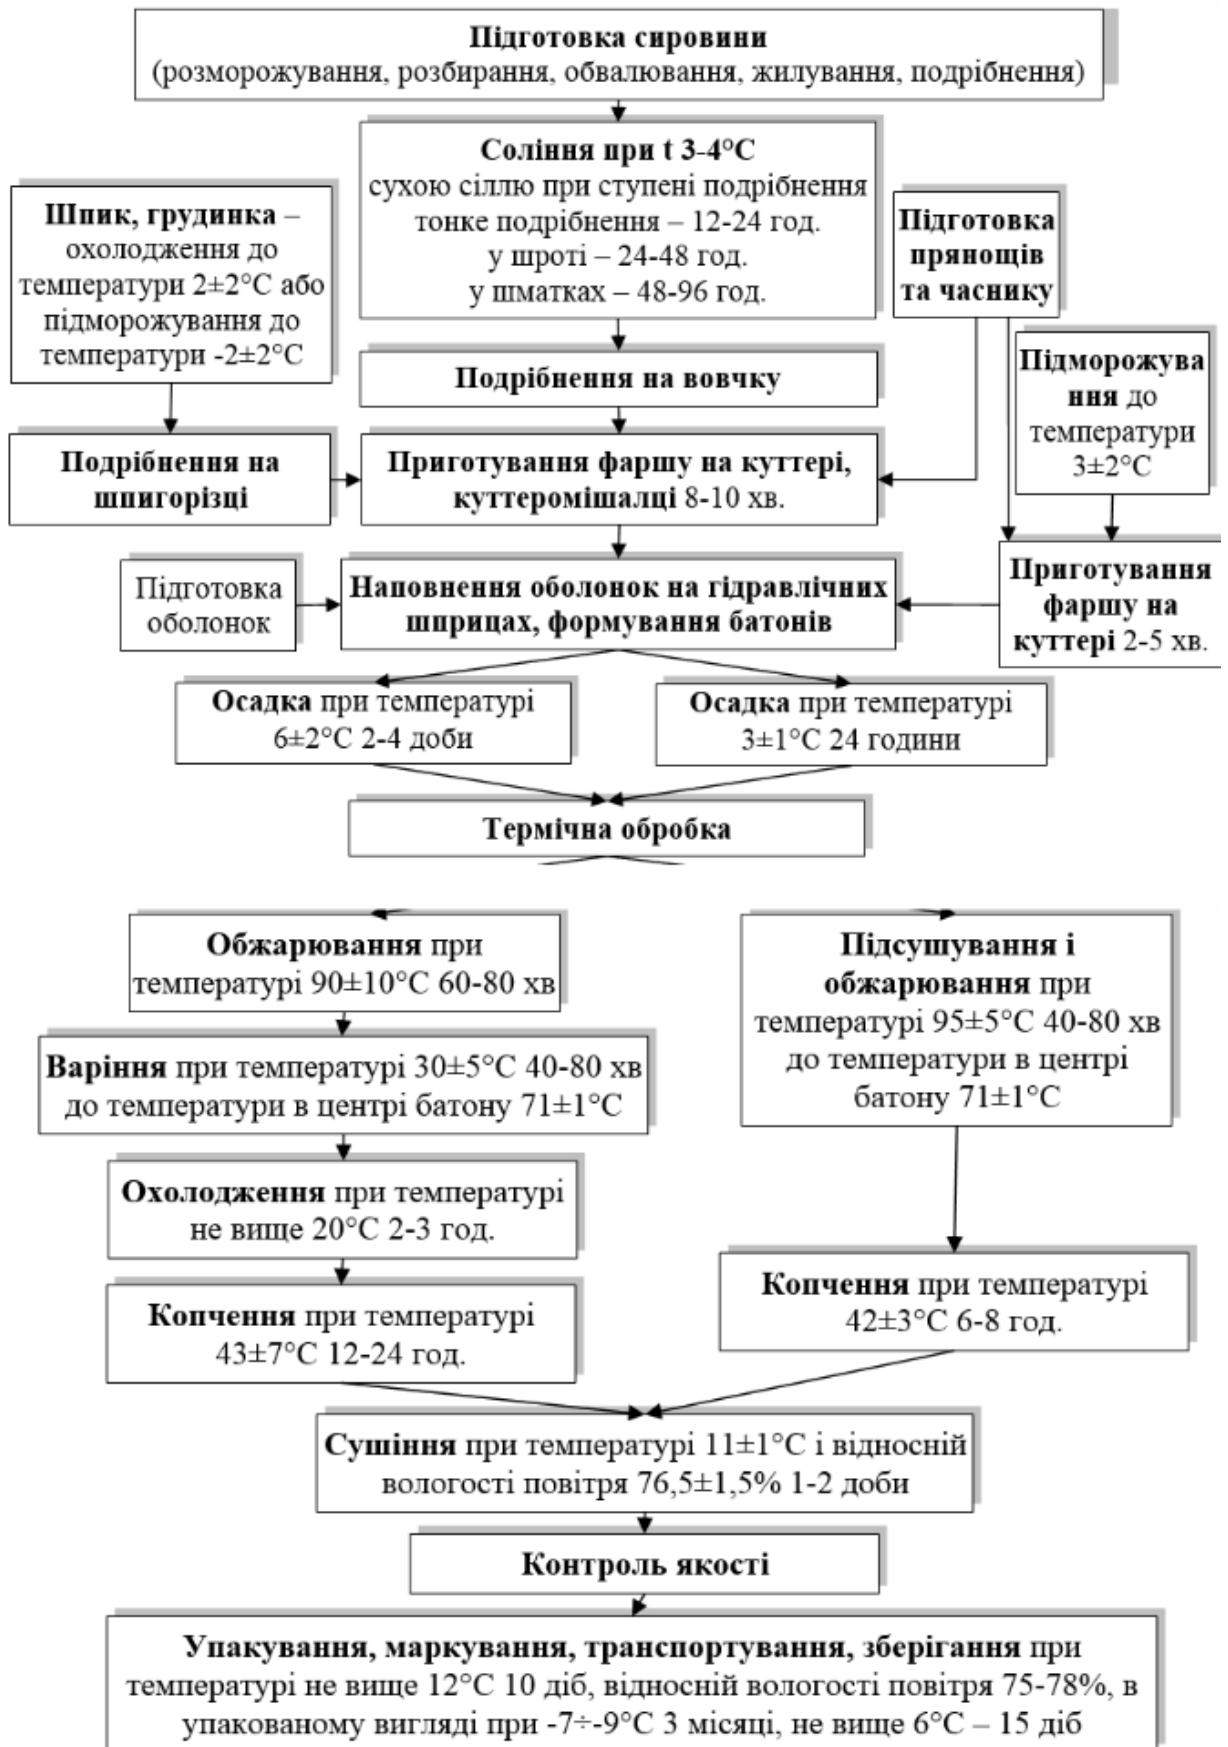 Підготовка сировини
(розморожування, розбирання, обвалювання, жилування, подрібнення)
Соління при t 3-4°С
сухою сіллю при ступені подрібнення
тонке подрібнення – 12-24 год.
у шроті – 24-48 год.
у шматках – 48-96 год.
Шпик, грудинка –
охолодження до
температури 2±2°С або
підморожування до
температури -2±2°С
Підготовка
прянощів
та часнику
Підморожува
ння до
температури
3±2°С
Подрібнення на вовчку
Подрібнення на
шпигорізці
Приготування фаршу на куттері,
куттеромішалці 8-10 хв.
Підготовка
оболонок
Наповнення оболонок на гідравлічних
шприцах, формування батонів
Приготування
фаршу на
куттері 2-5 хв.
Осадка при температурі
6±2°С 2-4 доби
Осадка при температурі
3±1°С 24 години
Термічна обробка
Обжарювання при
температурі 90±10°С 60-80 хв
Варіння при температурі 30±5°С 40-80 хв
до температури в центрі батону 71±1°С
Охолодження при температурі
не вище 20°С 2-3 год.
Копчення при температурі
43±7°С 12-24 год.
Підсушування і
обжарювання при
температурі 95±5°С 40-80 хв
до температури в центрі
батону 71±1°С
Копчення при температурі
42±3°С 6-8 год.
Сушіння при температурі 11±1°С і відносній
вологості повітря 76,5±1,5% 1-2 доби
Контроль якості
Упакування, маркування, транспортування, зберігання при
температурі не вище 12°С 10 діб, відносній вологості повітря 75-78%, в
упакованому вигляді при -7÷-9°С 3 місяці, не вище 6°С – 15 діб